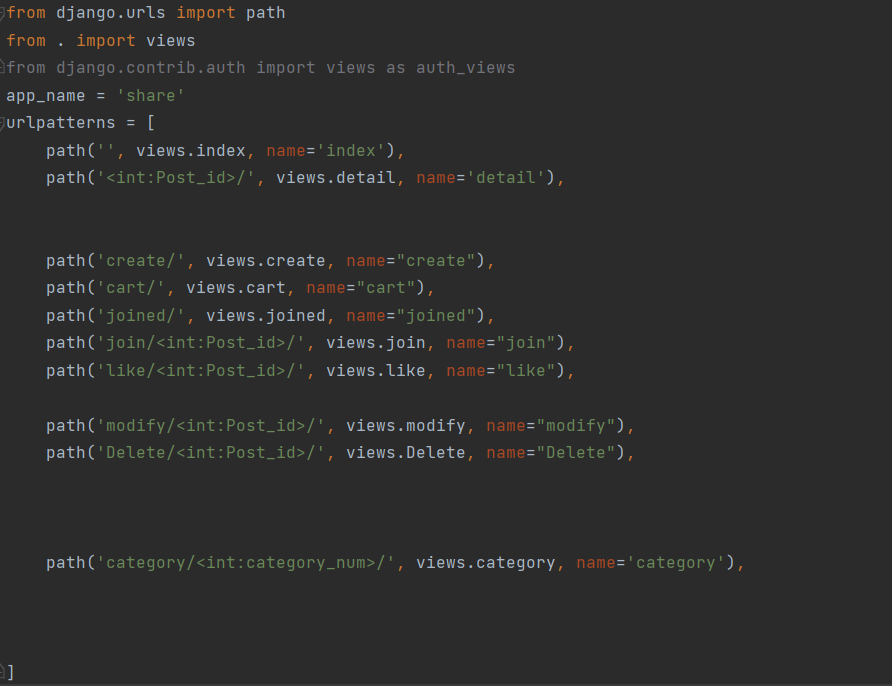 from django.urls import path
from . import views
from django.contrib.auth import views as auth_views
app_name = 'share'
urlpatterns = [
    path('', views.index, name='index'),
    path('<int:Post_id>/', views.detail, name='detail'),
    path('create/', views.create, name="create"),
    path('cart/', views.cart, name="cart"),
    path('joined/', views.joined, name="joined"),
    path('join/<int:Post_id>/', views.join, name="join"),
    path('like/<int:Post_id>/', views.like, name="like"),
    path('modify/<int:Post_id>/', views.modify, name="modify"),
    path('Delete/<int:Post_id>/', views.Delete, name="Delete"),
    path('category/<int:category_num>/', views.category, name='category'),
]